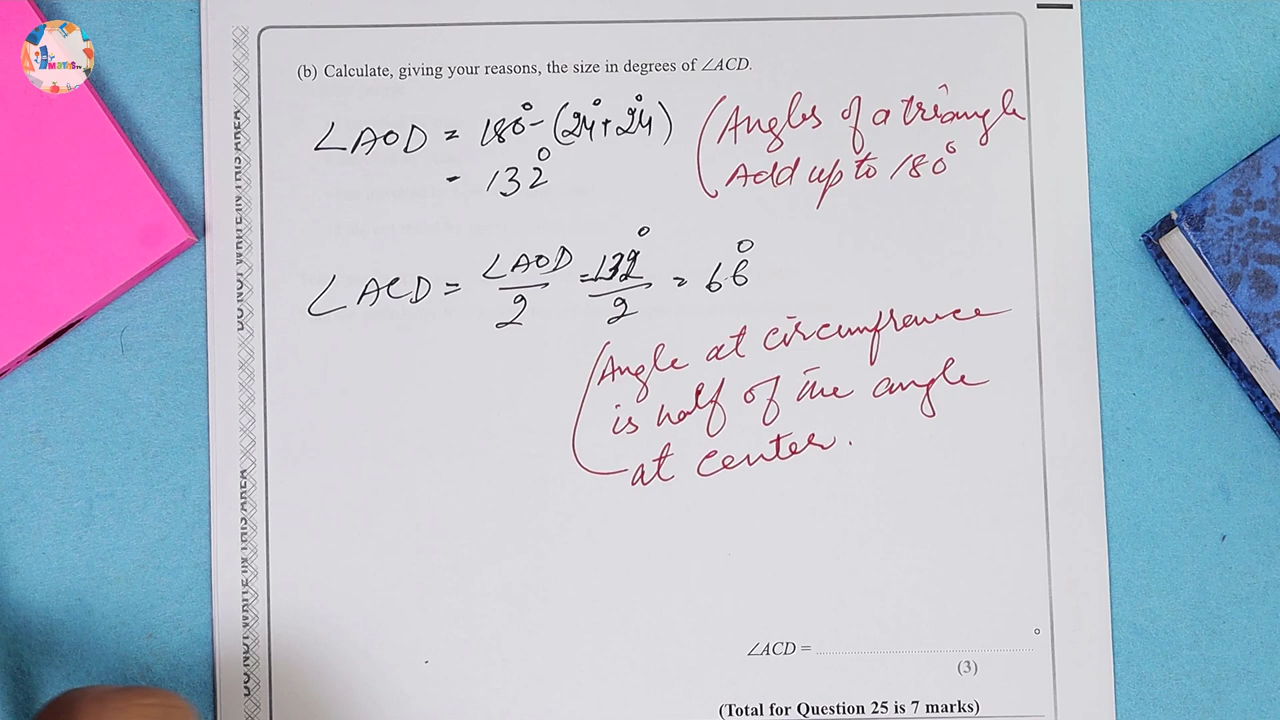 (b) Calculate, giving your reasons, the size in degrees of ∠ACD.
∠AOD = 180° - (24° + 24°) (Angles of a triangle
= 132° Add up to 180°
∠ACD = ∠AOD/2 = 132°/2 = 66°
(Angle at circumfrance
is half of the angle
at center.
∠ACD = ........................................ °
(3)
(Total for Question 25 is 7 marks)
DO NOT WRITE IN THIS AREA
DO NOT WRITE IN THIS AREA
MATHS TV